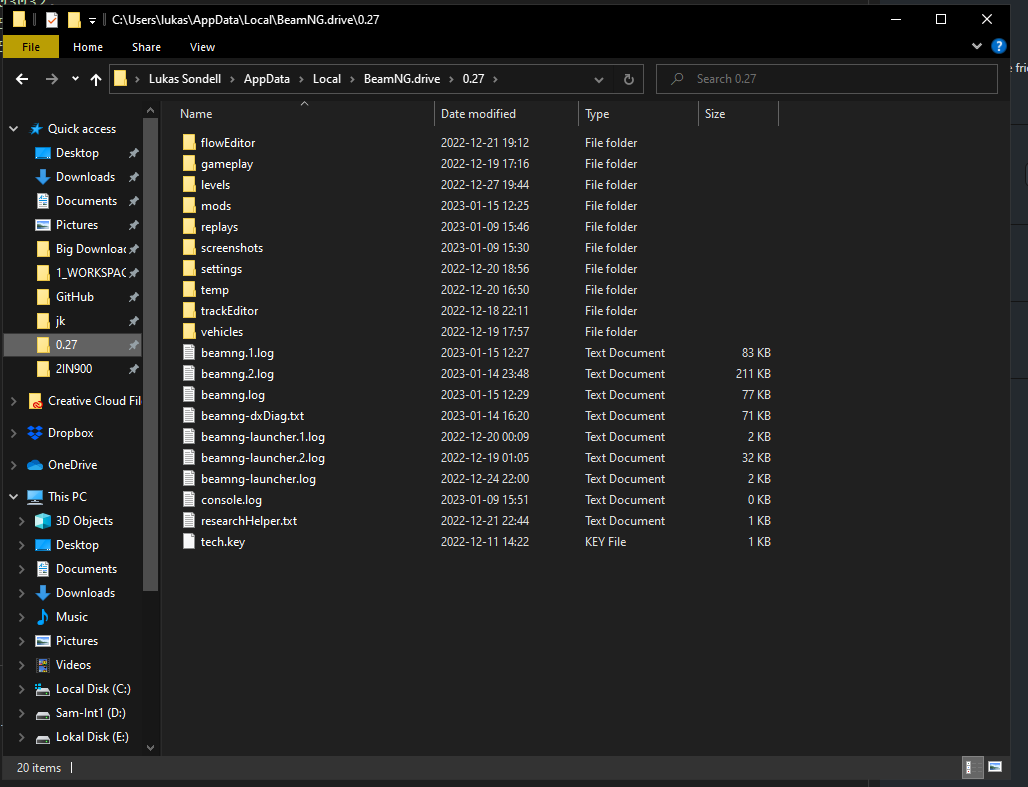 C:\Users\lukas\AppData\Local\BeamNG.drive\0.27
File Home Share View
Lukas Sondell AppData Local BeamNG.drive 0.27
Search 0.27
Name Date modified Type Size
Quick access
Desktop
Downloads
Documents
Pictures
Big Downloac
1_WORKSPAC
GitHub
jk
0.27
2IN900
Creative Cloud Fil
Dropbox
OneDrive
This PC
3D Objects
Desktop
Documents
Downloads
Music
Pictures
Videos
Local Disk (C:)
Sam-Int1 (D:)
Lokal Disk (E:)
flowEditor 2022-12-21 19:12 File folder
gameplay 2022-12-19 17:16 File folder
levels 2022-12-27 19:44 File folder
mods 2023-01-15 12:25 File folder
replays 2023-01-09 15:46 File folder
screenshots 2023-01-09 15:30 File folder
settings 2022-12-20 18:56 File folder
temp 2022-12-20 16:50 File folder
trackEditor 2022-12-18 22:11 File folder
vehicles 2022-12-19 17:57 File folder
beamng.1.log 2023-01-15 12:27 Text Document 83 KB
beamng.2.log 2023-01-14 23:48 Text Document 211 KB
beamng.log 2023-01-15 12:29 Text Document 77 KB
beamng-dxDiag.txt 2023-01-14 16:20 Text Document 71 KB
beamng-launcher.1.log 2022-12-20 00:09 Text Document 2 KB
beamng-launcher.2.log 2022-12-19 01:05 Text Document 32 KB
beamng-launcher.log 2022-12-24 22:00 Text Document 2 KB
console.log 2023-01-09 15:51 Text Document 0 KB
researchHelper.txt 2022-12-21 22:44 Text Document 1 KB
tech.key 2022-12-11 14:22 KEY File 1 KB
20 items